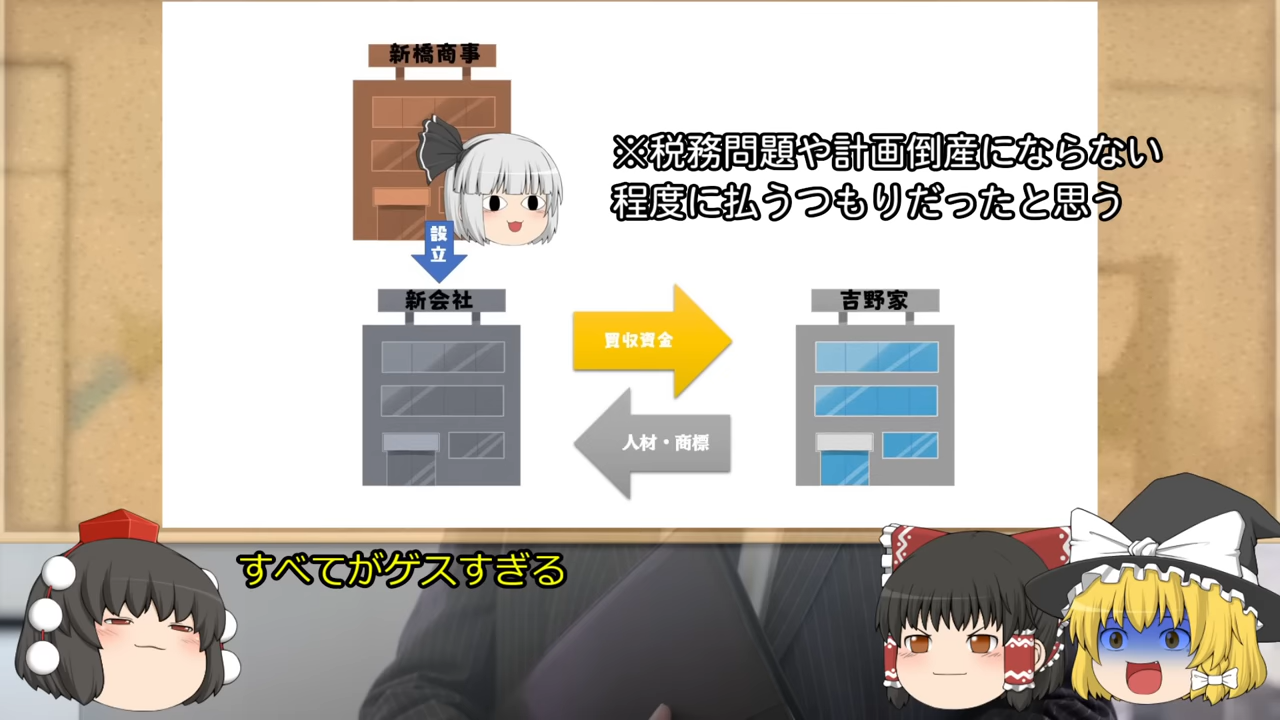 新橋商事
※税務問題や計画倒産にならない
程度に払うつもりだったと思う
設立
新会社
吉野家
買収資金
人材・商標
すべてがゲスすぎる